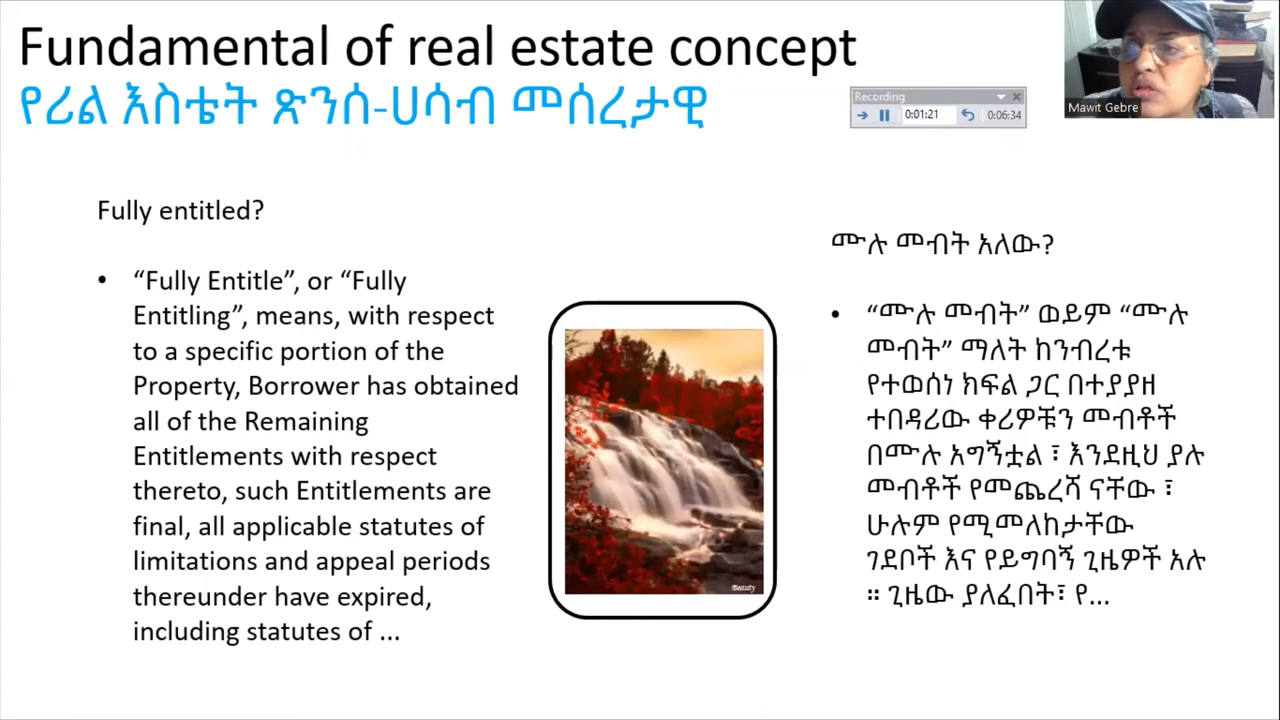 Fundamental of real estate concept
የሪል እስቴት ጽንሰ-ሀሳብ መሰረታዊ
Recording
0:01:21
0:06:34
Mawit Gebre
Fully entitled?
• “Fully Entitle”, or “Fully
Entitling”, means, with respect
to a specific portion of the
Property, Borrower has obtained
all of the Remaining
Entitlements with respect
thereto, such Entitlements are
final, all applicable statutes of
limitations and appeal periods
thereunder have expired,
including statutes of ...
Beauty
ሙሉ መብት አለው?
• “ሙሉ መብት” ወይም “ሙሉ
መብት” ማለት ከንብረቱ
የተወሰነ ክፍል ጋር በተያያዘ
ተበዳሪው ቀሪዎቹን መብቶች
በሙሉ አግኝቷል ፣ እንደዚህ ያሉ
መብቶች የመጨረሻ ናቸው ፣
ሁሉም የሚመለከታቸው
ገደቦች እና የይግባኝ ጊዜዎች አሉ
። ጊዜው ያለፈበት፣ የ...